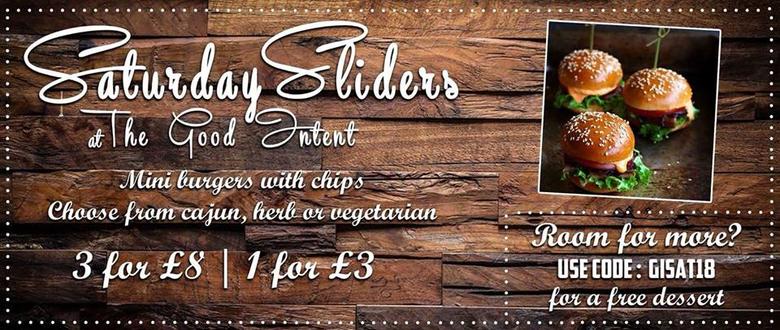 Saturday Sliders
at The Good Intent
Mini burgers with chips
Choose from cajun, herb or vegetarian
3 for £8 | 1 for £3
Room for more?
USE CODE : GISAT18
for a free dessert